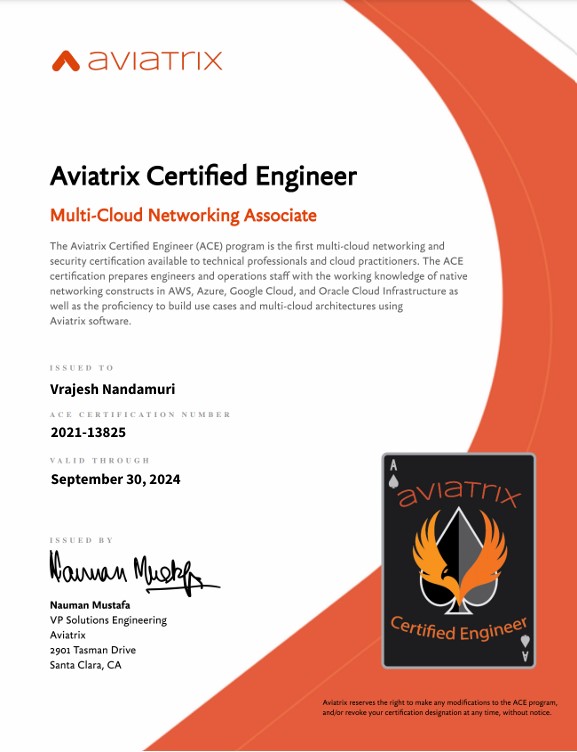 aviatrix
Aviatrix Certified Engineer
Multi-Cloud Networking Associate
The Aviatrix Certified Engineer (ACE) program is the first multi-cloud networking and
security certification available to technical professionals and cloud practitioners. The ACE
certification prepares engineers and operations staff with the working knowledge of native
networking constructs in AWS, Azure, Google Cloud, and Oracle Cloud Infrastructure as
well as the proficiency to build use cases and multi-cloud architectures using
Aviatrix software.
ISSUED TO
Vrajesh Nandamuri
ACE CERTIFICATION NUMBER
2021-13825
VALID THROUGH
September 30, 2024
ISSUED BY
Nauman Mustafa
Nauman Mustafa
VP Solutions Engineering
Aviatrix
2901 Tasman Drive
Santa Clara, CA
A
aviatrix
Certified Engineer
A
Aviatrix reserves the right to make any modifications to the ACE program,
and/or revoke your certification designation at any time, without notice.